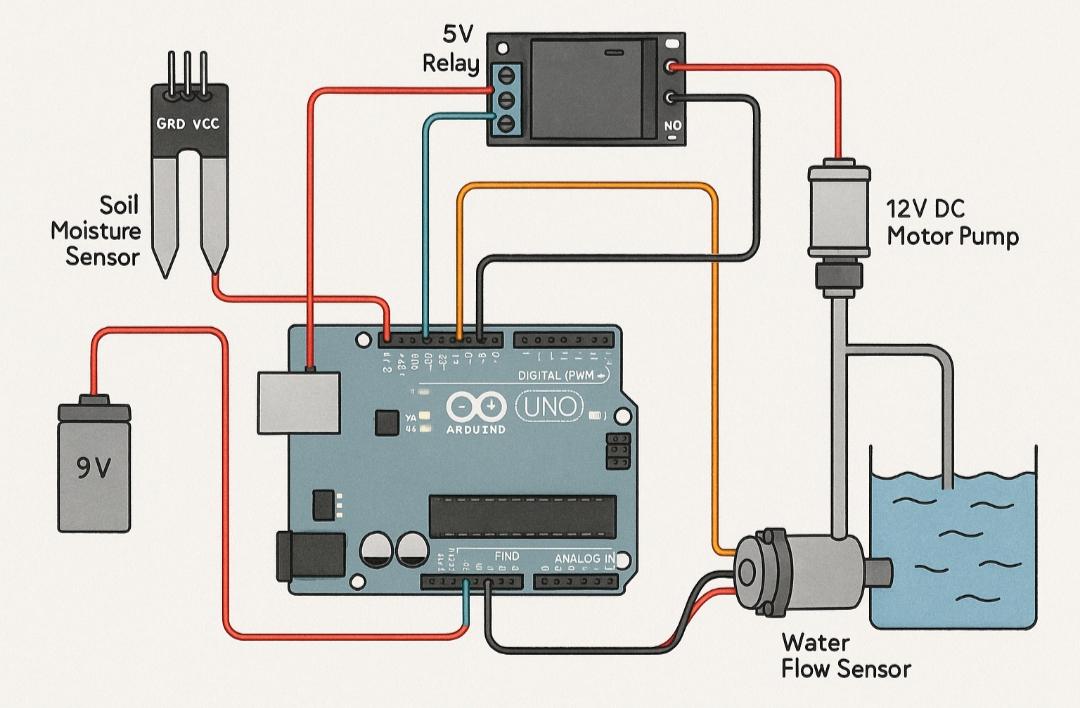 5V
Relay
GRD VCC
NO
Soil
Moisture
Sensor
12V DC
Motor Pump
DIGITAL (PWM
UNO
ARDUIND
9V
FIND
ANALOG IN
Water
Flow Sensor